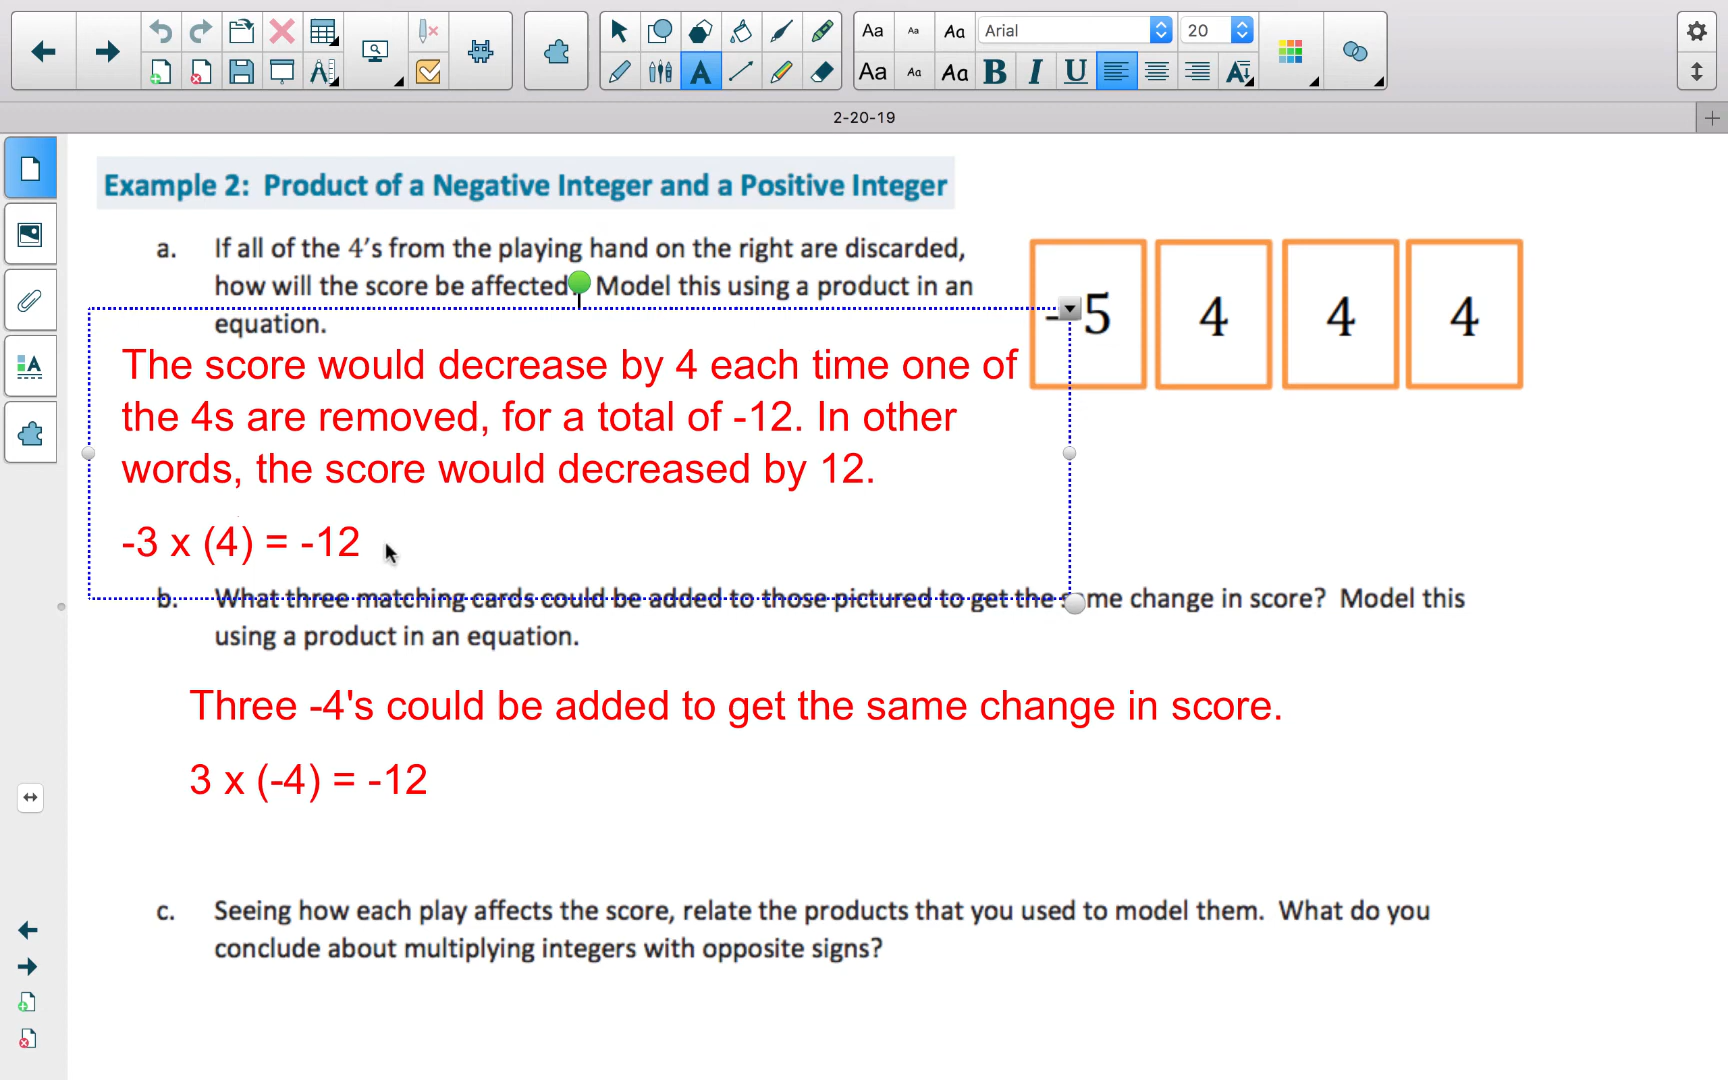 Aa Aa Aa Arial 20
Aa Aa Aa B I U A
2-20-19
Example 2: Product of a Negative Integer and a Positive Integer
a. If all of the 4's from the playing hand on the right are discarded,
how will the score be affected Model this using a product in an
equation.
-5 4 4 4
The score would decrease by 4 each time one of
the 4s are removed, for a total of -12. In other
words, the score would decreased by 12.
-3 x (4) = -12
b. What three matching cards could be added to those pictured to get the same change in score? Model this
using a product in an equation.
Three -4's could be added to get the same change in score.
3 x (-4) = -12
c. Seeing how each play affects the score, relate the products that you used to model them. What do you
conclude about multiplying integers with opposite signs?